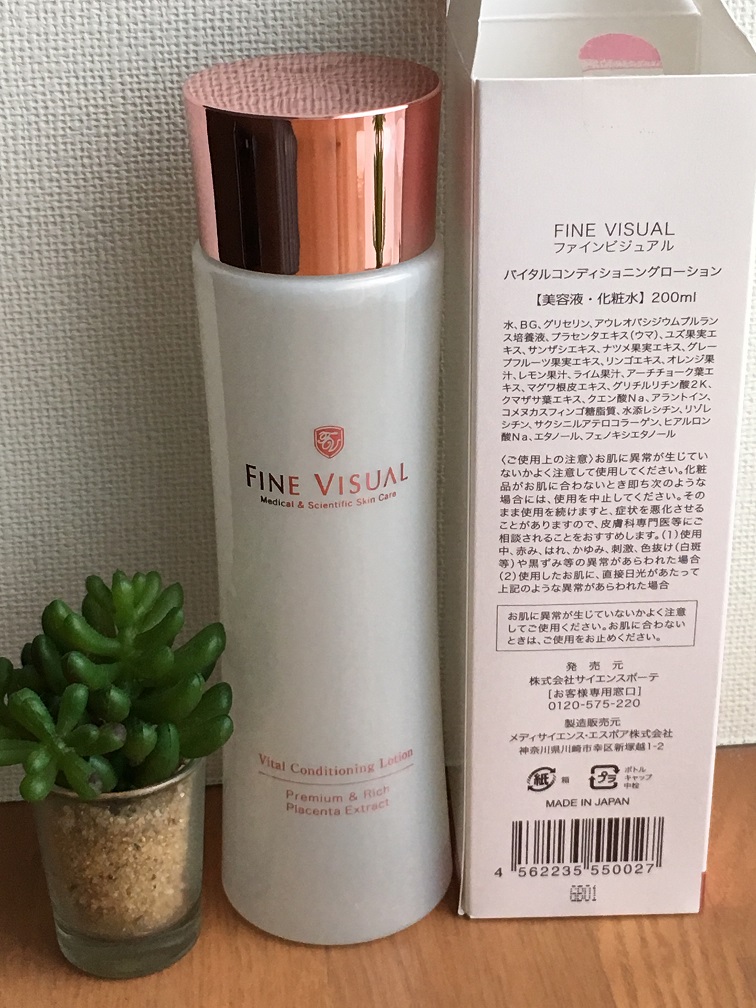 FINE VISUAL
Medical & Scientific Skin Care
Vital Conditioning Lotion
Premium & Rich
Placenta Extract
FINE VISUAL
ファインビジュアル
バイタルコンディショニングローション
【美容液・化粧水】200ml
水、BG、グリセリン、アウレオバシジウムプルラン
ス培養液、プラセンタエキス(ウマ)、ユズ果実エ
キス、サンザシエキス、ナツメ果実エキス、グレー
プフルーツ果実エキス、リンゴエキス、オレンジ果
汁、レモン果汁、ライム果汁、アーチチョーク葉エ
キス、マグワ根皮エキス、グリチルリチン酸2K、
クマザサ葉エキス、クエン酸Na、アラントイン、
コメヌカスフィンゴ糖脂質、水添レシチン、リゾレ
シチン、サクシニルアテロコラーゲン、ヒアルロン
酸Na、エタノール、フェノキシエタノール
〈ご使用上の注意〉お肌に異常が生じてい
ないかよく注意して使用してください。化粧
品がお肌に合わないとき即ち次のような
場合には、使用を中止してください。その
まま使用を続けますと、症状を悪化させる
ことがありますので、皮膚科専門医等にご
相談されることをおすすめします。(1)使用
中、赤み、はれ、かゆみ、刺激、色抜け(白斑
等)や黒ずみ等の異常があらわれた場合
(2)使用したお肌に、直接日光があたって
上記のような異常があらわれた場合
お肌に異常が生じていないかよく注意
してご使用ください。お肌に合わない
ときは、ご使用をお止めください。
発売元
株式会社サイエンスボーテ
[お客様専用窓口]
0120-575-220
製造販売元
メディサイエンス・エスポア株式会社
神奈川県川崎市幸区新塚越1-2
紙 箱 プラ ボトル
キャップ
中栓
MADE IN JAPAN
4 562235 550027
GB01